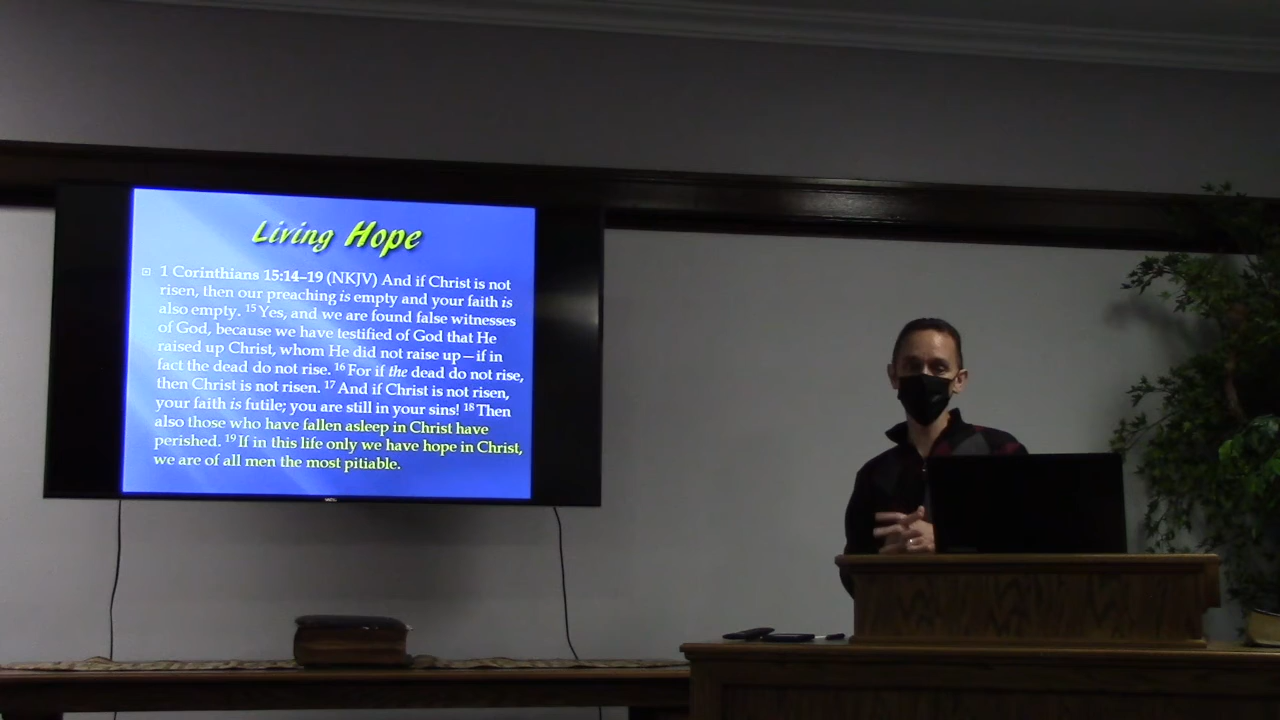 Living Hope
1 Corinthians 15:14–19 (NKJV) And if Christ is not
risen, then our preaching is empty and your faith is
also empty. 15 Yes, and we are found false witnesses
of God, because we have testified of God that He
raised up Christ, whom He did not raise up—if in
fact the dead do not rise. 16 For if the dead do not rise,
then Christ is not risen. 17 And if Christ is not risen,
your faith is futile; you are still in your sins! 18 Then
also those who have fallen asleep in Christ have
perished. 19 If in this life only we have hope in Christ,
we are of all men the most pitiable.